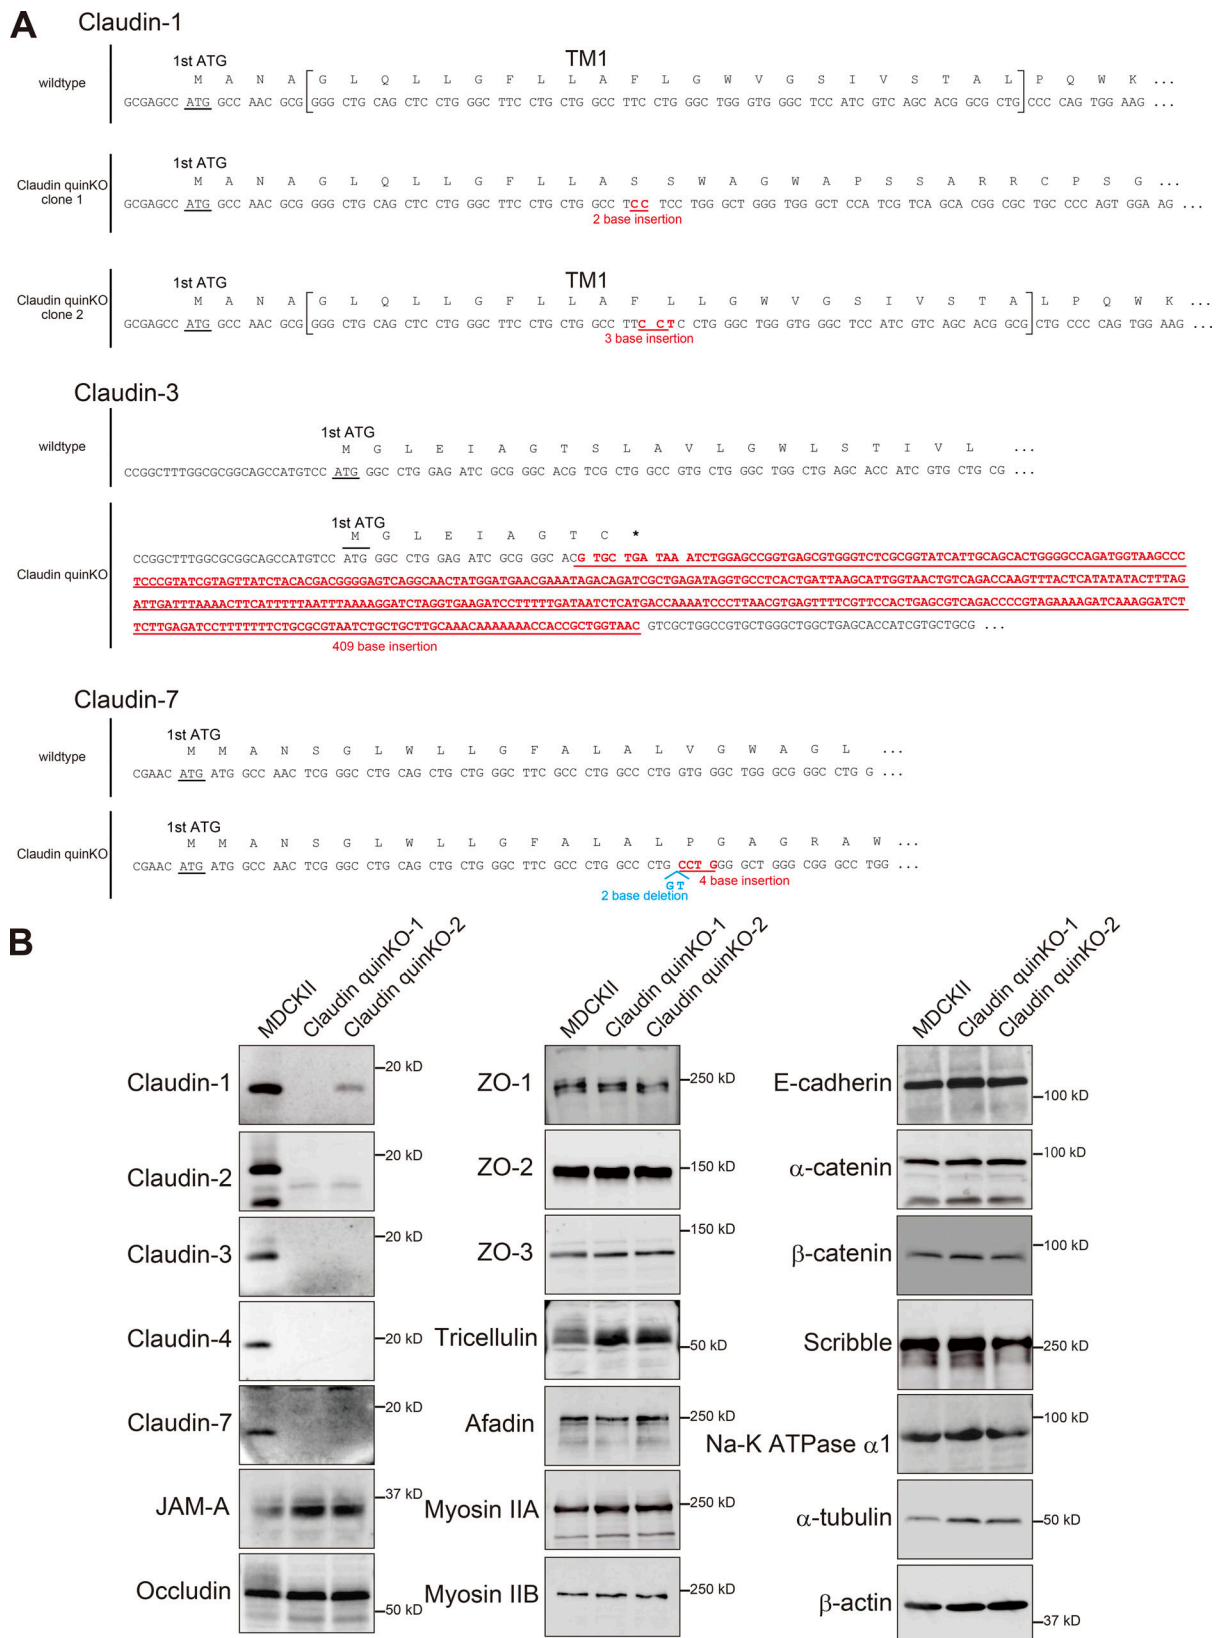 A
Claudin-1
1st ATG
TM1
wildtype
M A N A G L Q L L G F L L A F L G W V G S I V S T A L P Q W K ...
GCGAGCC ATG GCC AAC GCG GGG CTG CAG CTC CTG GGC TTC CTG CTG GCC TTC CTG GGC TGG GTG GGC TCC ATC GTC AGC ACG GCG CTG CCC CAG TGG AAG ...
1st ATG
Claudin quinKO
clone 1
M A N A G L Q L L G F L L A S S W A G W A P S S A R R C P S G ...
GCGAGCC ATG GCC AAC GCG GGG CTG CAG CTC CTG GGC TTC CTG CTG GCC TCC TCC TGG GCT GGG TGG GCT CCA TCG TCA GCA CGG CGC TGC CCC AGT GGA AG ...
2 base insertion
1st ATG
TM1
Claudin quinKO
clone 2
M A N A G L Q L L G F L L A F L L G W V G S I V S T A L P Q W K ...
GCGAGCC ATG GCC AAC GCG GGG CTG CAG CTC CTG GGC TTC CTG CTG GCC TTC CTC CTG GGC TGG GTG GGC TCC ATC GTC AGC ACG GCG CTG CCC CAG TGG AAG ...
3 base insertion
Claudin-3
1st ATG
wildtype
M G L E I A G T S L A V L G W L S T I V L ...
CCGGCTTTGGCGCGGCAGCCATGTCC ATG GGC CTG GAG ATC GCG GGC ACG TCG CTG GCC GTG CTG GGC TGG CTG AGC ACC ATC GTG CTG CG ...
1st ATG
M G L E I A G T C *
Claudin quinKO
CCGGCTTTGGCGCGGCAGCCATGTCC ATG GGC CTG GAG ATC GCG GGC ACG TGC TGA TAA ATCTGGAGCCGGTGAGCGTGGGTCTCGCGGTATCATTGCAGCACTGGGGCCAGATGGTAAGCCC
TCCCGTATCGTAGTTATCTACACGACGGGGAGTCAGGCAACTATGGATGAACGAAATAGACAGATCGCTGAGATAGGTGCCTCACTGATTAAGCATTGGTAACTGTCAGACCAAGTTTACTCATATATACTTTAG
ATTGATTTAAAACTTCATTTTTAATTTAAAAGGATCTAGGTGAAGATCCTTTTTGATAATCTCATGACCAAAATCCCTTAACGTGAGTTTTCGTTCCACTGAGCGTCAGACCCCGTAGAAAAGATCAAAGGATCT
TCTTGAGATCCTTTTTTTCTGCGCGTAATCTGCTGCTTGCAAACAAAAAAACCACCGCTGGTAAC GTCGCTGGCCGTGCTGGGCTGGCTGAGCACCATCGTGCTGCG ...
409 base insertion
Claudin-7
1st ATG
wildtype
M M A N S G L W L L G F A L A L V G W A G L ...
CGAAC ATG ATG GCC AAC TCG GGC CTG CAG CTG CTG GGC TTC GCC CTG GCC CTG GTG GGC TGG GCG GGC CTG G ...
1st ATG
M M A N S G L W L L G F A L A L P G A G R A W ...
Claudin quinKO
CGAAC ATG ATG GCC AAC TCG GGC CTG CAG CTG CTG GGC TTC GCC CTG GCC CTG CCT GGG GCT GGG CGG GCC TGG ...
GT
2 base deletion
4 base insertion
B
MDCKII
Claudin quinKO-1
Claudin quinKO-2
Claudin-1
20 kD
Claudin-2
20 kD
Claudin-3
20 kD
Claudin-4
20 kD
Claudin-7
20 kD
JAM-A
37 kD
Occludin
50 kD
MDCKII
Claudin quinKO-1
Claudin quinKO-2
ZO-1
250 kD
ZO-2
150 kD
ZO-3
150 kD
Tricellulin
50 kD
Afadin
250 kD
Myosin IIA
250 kD
Myosin IIB
250 kD
MDCKII
Claudin quinKO-1
Claudin quinKO-2
E-cadherin
100 kD
α-catenin
100 kD
β-catenin
100 kD
Scribble
250 kD
Na-K ATPase α1
100 kD
α-tubulin
50 kD
β-actin
37 kD